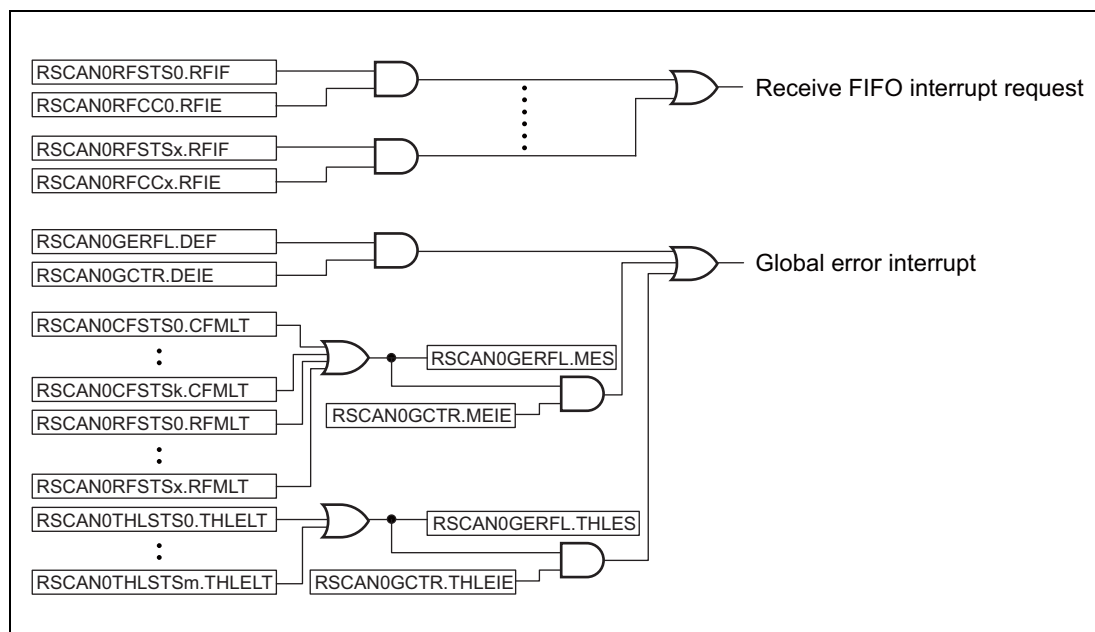 RSCAN0RFSTS0.RFIF
RSCAN0RFCC0.RFIE
Receive FIFO interrupt request
RSCAN0RFSTSx.RFIF
RSCAN0RFCCx.RFIE
RSCAN0GERFL.DEF
RSCAN0GCTR.DEIE
Global error interrupt
RSCAN0CFSTS0.CFMLT
RSCAN0GERFL.MES
RSCAN0CFSTSk.CFMLT
RSCAN0RFSTS0.RFMLT
RSCAN0GCTR.MEIE
RSCAN0RFSTSx.RFMLT
RSCAN0THLSTS0.THLELT
RSCAN0GERFL.THLES
RSCAN0THLSTSm.THLELT
RSCAN0GCTR.THLEIE